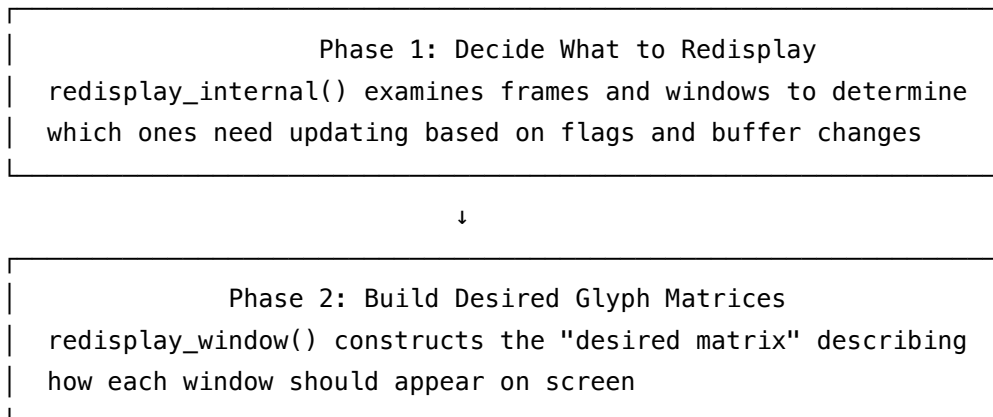 Phase 1: Decide What to Redisplay
redisplay_internal() examines frames and windows to determine
which ones need updating based on flags and buffer changes
↓
Phase 2: Build Desired Glyph Matrices
redisplay_window() constructs the "desired matrix" describing
how each window should appear on screen